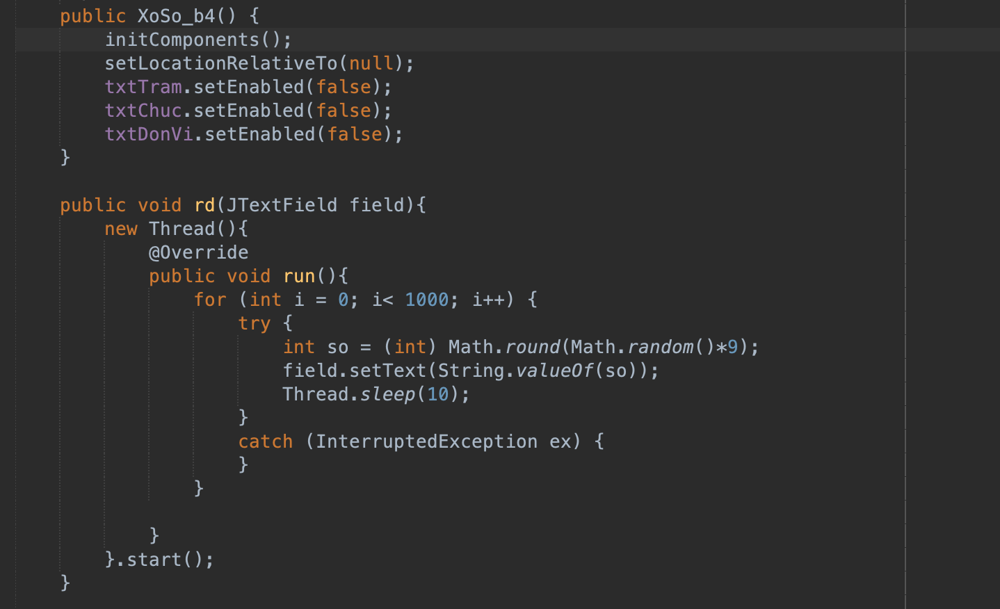 public XoSo_b4() {
initComponents();
setLocationRelativeTo(null);
txtTram.setEnabled(false);
txtChuc.setEnabled(false);
txtDonVi.setEnabled(false);
}
public void rd(JTextField field){
new Thread(){
@Override
public void run(){
for (int i = 0; i< 1000; i++) {
try {
int so = (int) Math.round(Math.random()*9);
field.setText(String.valueOf(so));
Thread.sleep(10);
}
catch (InterruptedException ex) {
}
}
}
}.start();
}